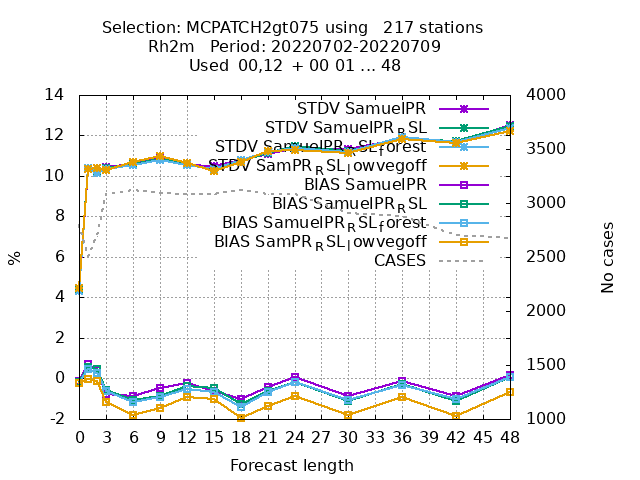 Selection: MCPATCH2gt075 using 217 stations
Rh2m Period: 20220702-20220709
Used 00,12 + 00 01 ... 48
14
12
10
8
6
4
2
0
-2
%
4000
3500
3000
2500
2000
1500
1000
No cases
STDV SamuelPR
STDV SamuelPR_RSL
STDV SamuelPR_RSL_forest
STDV SamPR_RSL_lowvegoff
BIAS SamuelPR
BIAS SamuelPR_RSL
BIAS SamuelPR_RSL_forest
BIAS SamPR_RSL_lowvegoff
CASES
0 3 6 9 12 15 18 21 24 27 30 33 36 39 42 45 48
Forecast length